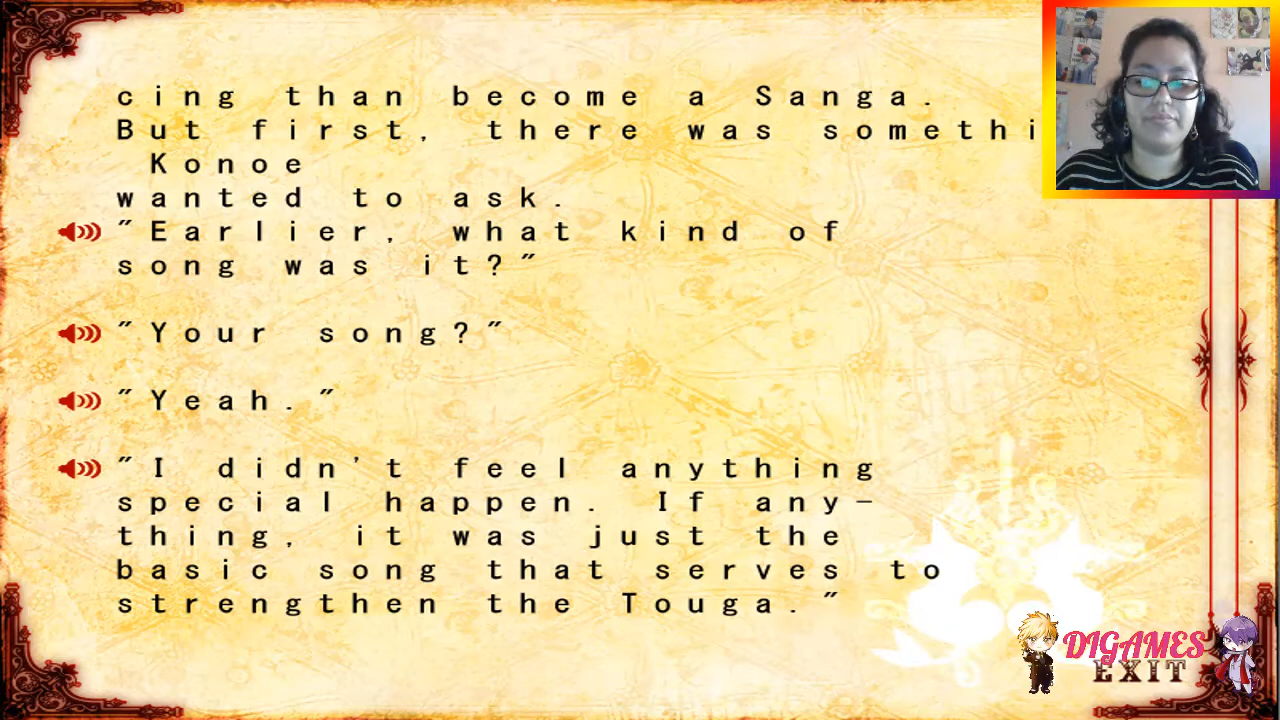 cing than become a Sanga.
But first, there was somethi
Konoe
wanted to ask.
"Earlier, what kind of
song was it?"
"Your song?"
"Yeah."
"I didn't feel anything
special happen. If any-
thing, it was just the
basic song that serves to
strengthen the Touga."
DIGAMES
EXIT